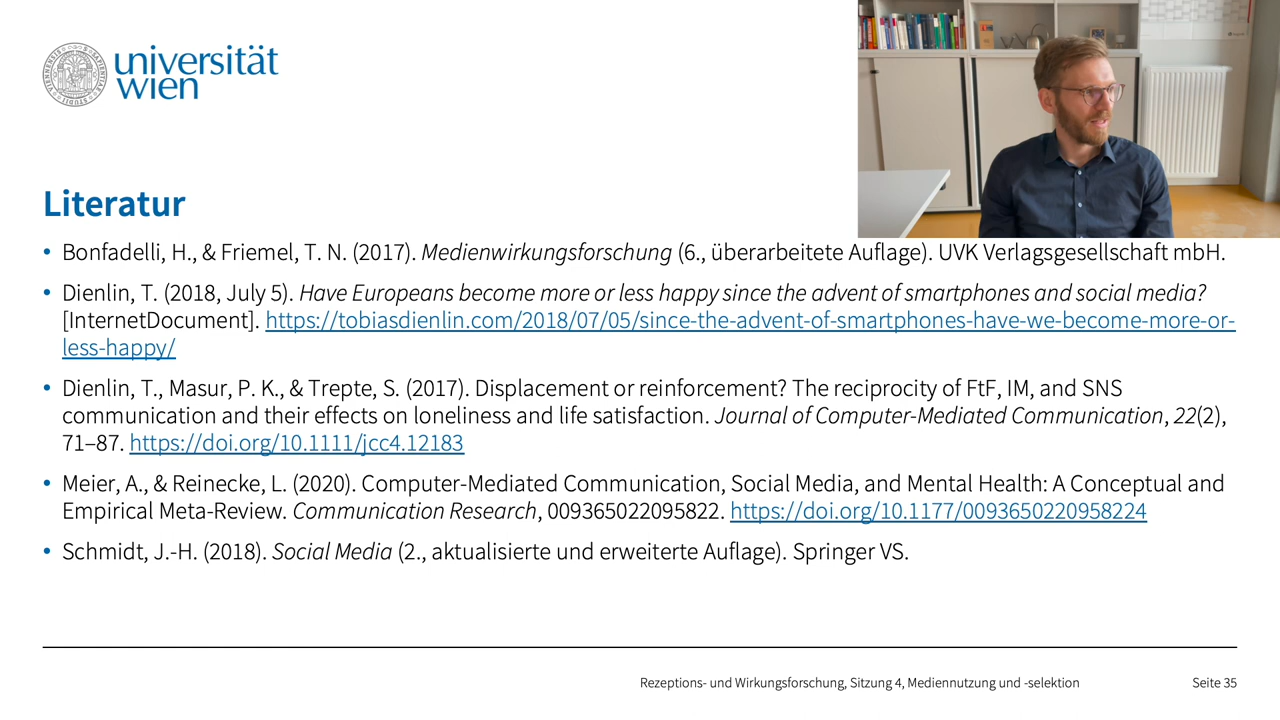 universität
wien
Literatur
• Bonfadelli, H., & Friemel, T. N. (2017). Medienwirkungsforschung (6., überarbeitete Auflage). UVK Verlagsgesellschaft mbH.
• Dienlin, T. (2018, July 5). Have Europeans become more or less happy since the advent of smartphones and social media?
[InternetDocument]. https://tobiasdienlin.com/2018/07/05/since-the-advent-of-smartphones-have-we-become-more-or-
less-happy/
• Dienlin, T., Masur, P. K., & Trepte, S. (2017). Displacement or reinforcement? The reciprocity of FtF, IM, and SNS
communication and their effects on loneliness and life satisfaction. Journal of Computer-Mediated Communication, 22(2),
71–87. https://doi.org/10.1111/jcc4.12183
• Meier, A., & Reinecke, L. (2020). Computer-Mediated Communication, Social Media, and Mental Health: A Conceptual and
Empirical Meta-Review. Communication Research, 009365022095822. https://doi.org/10.1177/0093650220958224
• Schmidt, J.-H. (2018). Social Media (2., aktualisierte und erweiterte Auflage). Springer VS.
Rezeptions- und Wirkungsforschung, Sitzung 4, Mediennutzung und -selektion
Seite 35